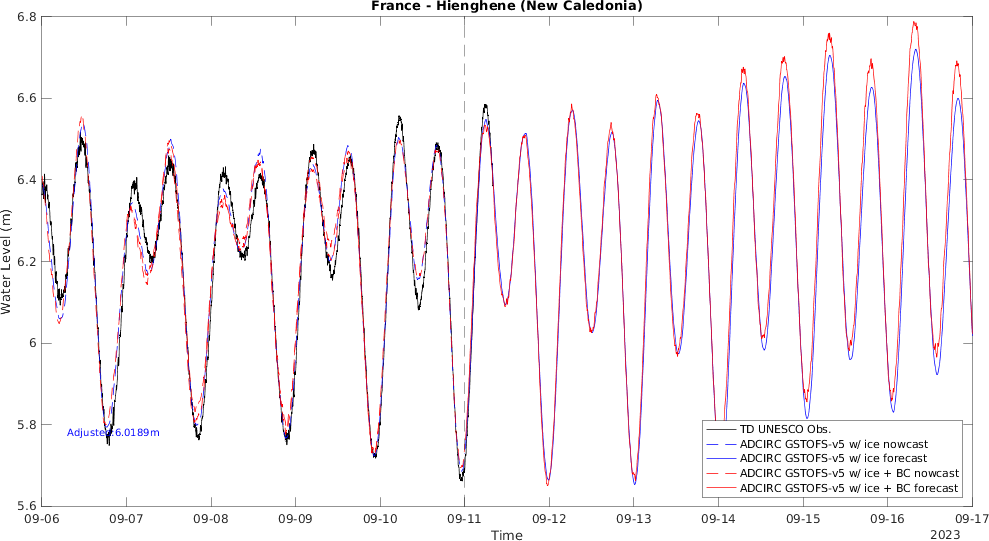 France - Hienghene (New Caledonia)
6.8
6.6
6.4
6.2
6
5.8
5.6
Water Level (m)
Adjusted:6.0189m
TD UNESCO Obs.
ADCIRC GSTOFS-v5 w/ ice nowcast
ADCIRC GSTOFS-v5 w/ ice forecast
ADCIRC GSTOFS-v5 w/ ice + BC nowcast
ADCIRC GSTOFS-v5 w/ ice + BC forecast
09-06 09-07 09-08 09-09 09-10 09-11 09-12 09-13 09-14 09-15 09-16 09-17
Time
2023